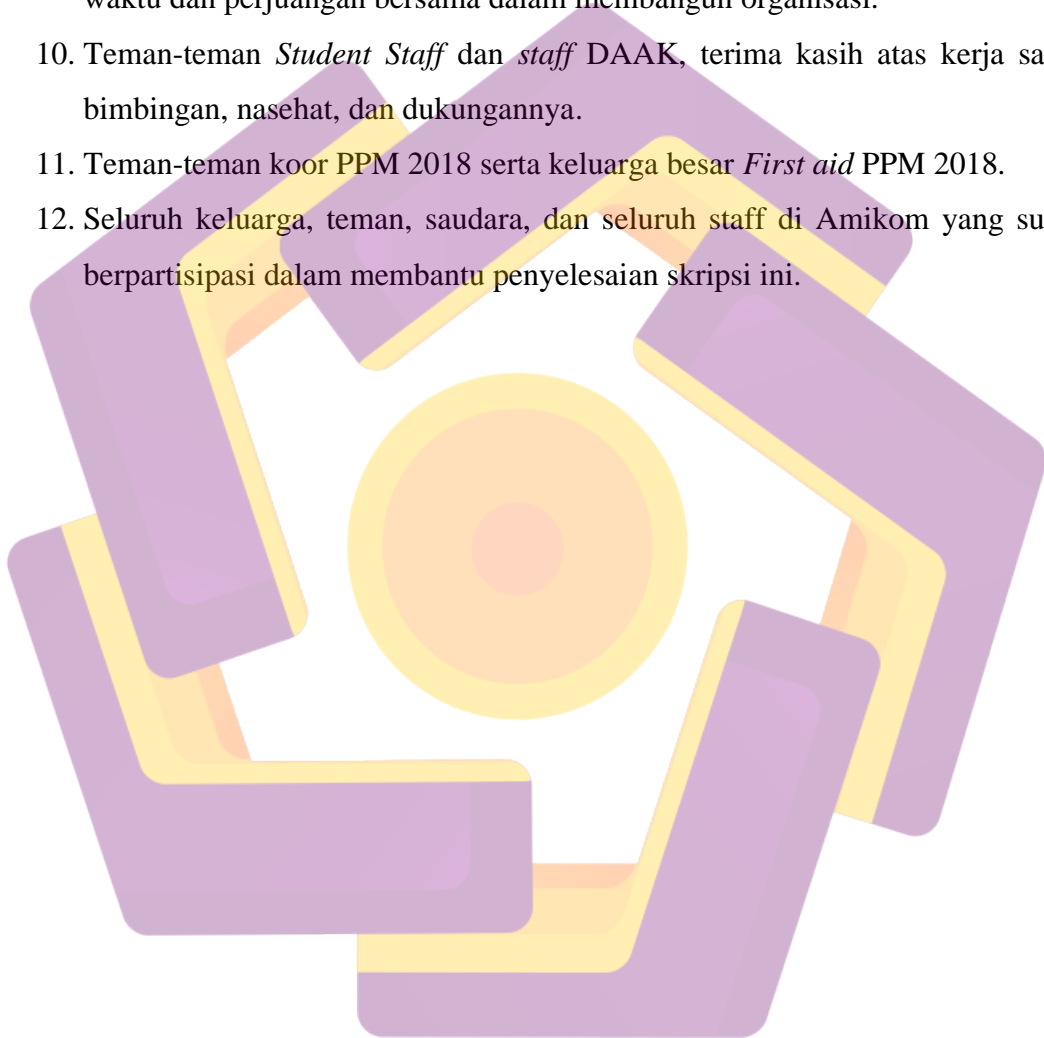 waktu dan perjuangan bersama dalam membangun organisasi.
10. Teman-teman Student Staff dan staff DAAK, terima kasih atas kerja sa
bimbingan, nasehat, dan dukungannya.
11. Teman-teman koor PPM 2018 serta keluarga besar First aid PPM 2018.
12. Seluruh keluarga, teman, saudara, dan seluruh staff di Amikom yang su
berpartisipasi dalam membantu penyelesaian skripsi ini.